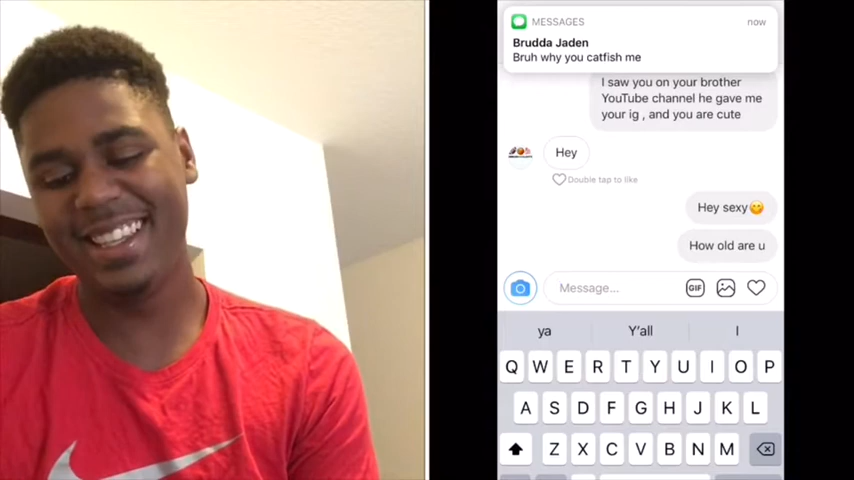 MESSAGES now
Brudda Jaden
Bruh why you catfish me
I saw you on your brother
YouTube channel he gave me
your ig , and you are cute
Hey
Double tap to like
Hey sexy😋
How old are u
Message...
GIF
ya Y'all I
Q W E R T Y U I O P
A S D F G H J K L
Z X C V B N M